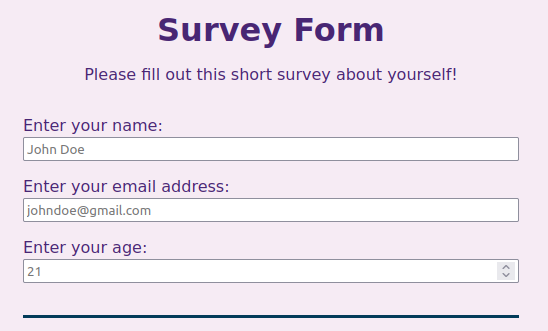 Survey Form
Please fill out this short survey about yourself!
Enter your name:
John Doe
Enter your email address:
johndoe@gmail.com
Enter your age:
21